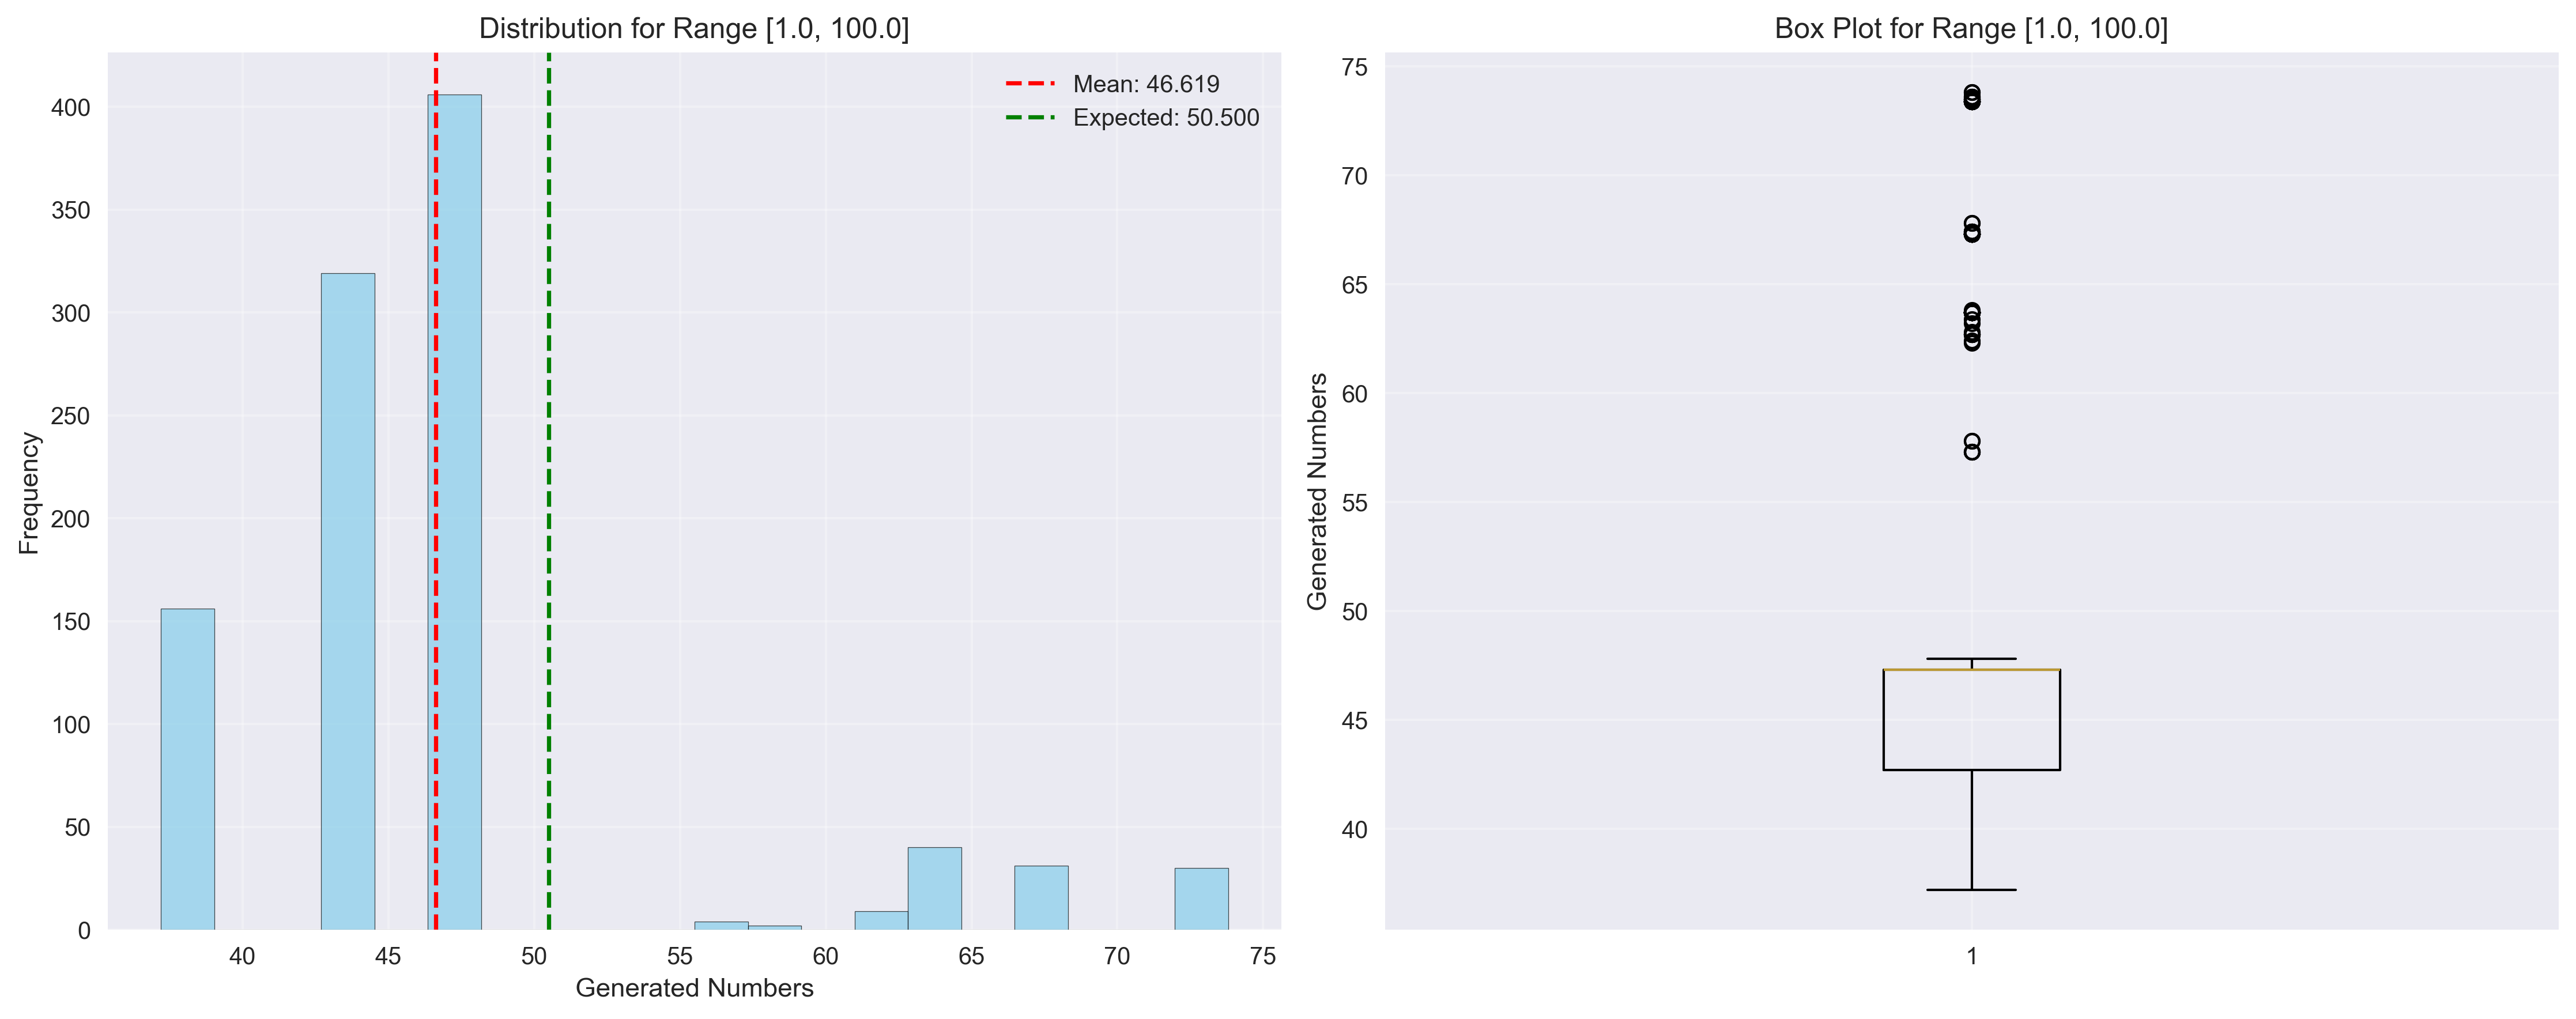 Distribution for Range [1.0, 100.0]
Mean: 46.619
Expected: 50.500
400
350
300
250
200
150
100
50
0
Frequency
40 45 50 55 60 65 70 75
Generated Numbers
Box Plot for Range [1.0, 100.0]
75
70
65
60
55
50
45
40
Generated Numbers
1